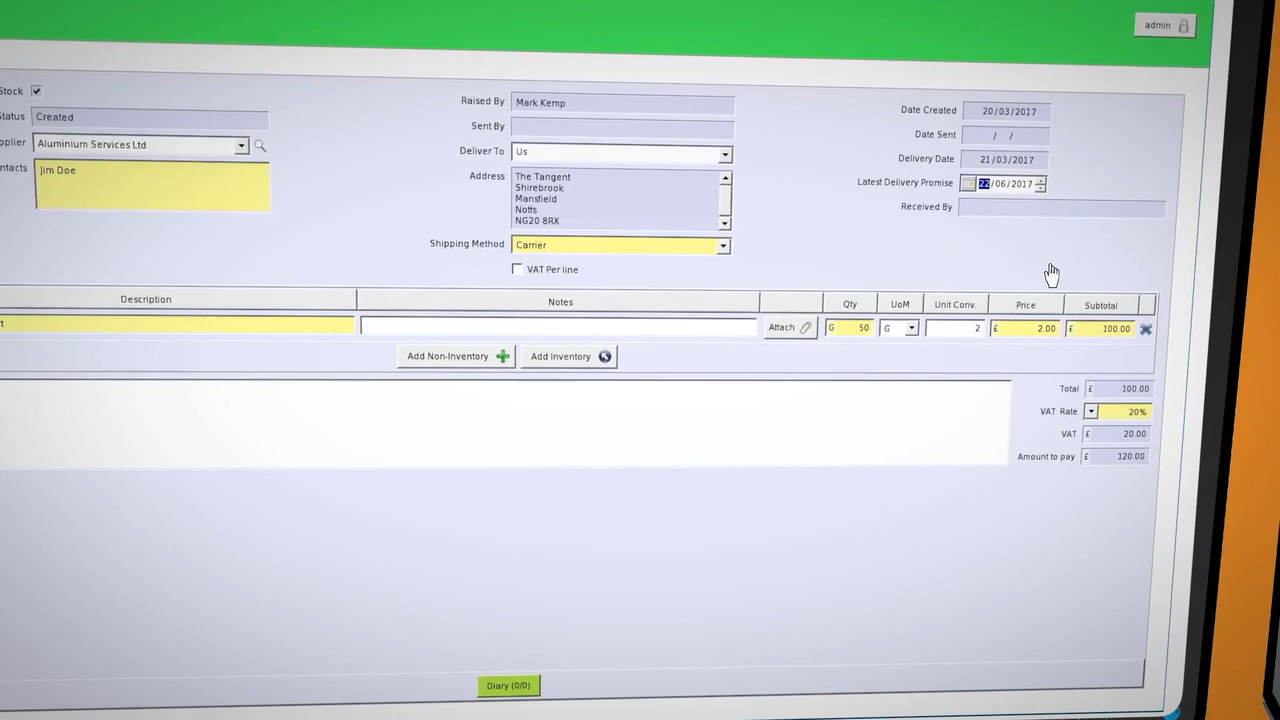 admin
Stock
Status Created
Supplier Aluminium Services Ltd
Jim Doe
Raised By Mark Kemp
Sent By
Deliver To Us
Address The Tangent
Shirebrook
Mansfield
Notts
NG20 8RX
Shipping Method Carrier
VAT Per line
Date Created 20/03/2017
Date Sent / /
Delivery Date 21/03/2017
Latest Delivery Promise 22/06/2017
Received By
Description Notes Qty UoM Unit Conv. Price Subtotal
Attach G 50 G 2 £ 2.00 £ 100.00
Add Non-Inventory Add Inventory
Total £ 100.00
VAT Rate 20%
VAT £ 20.00
Amount to pay £ 120.00
Diary (0/0)